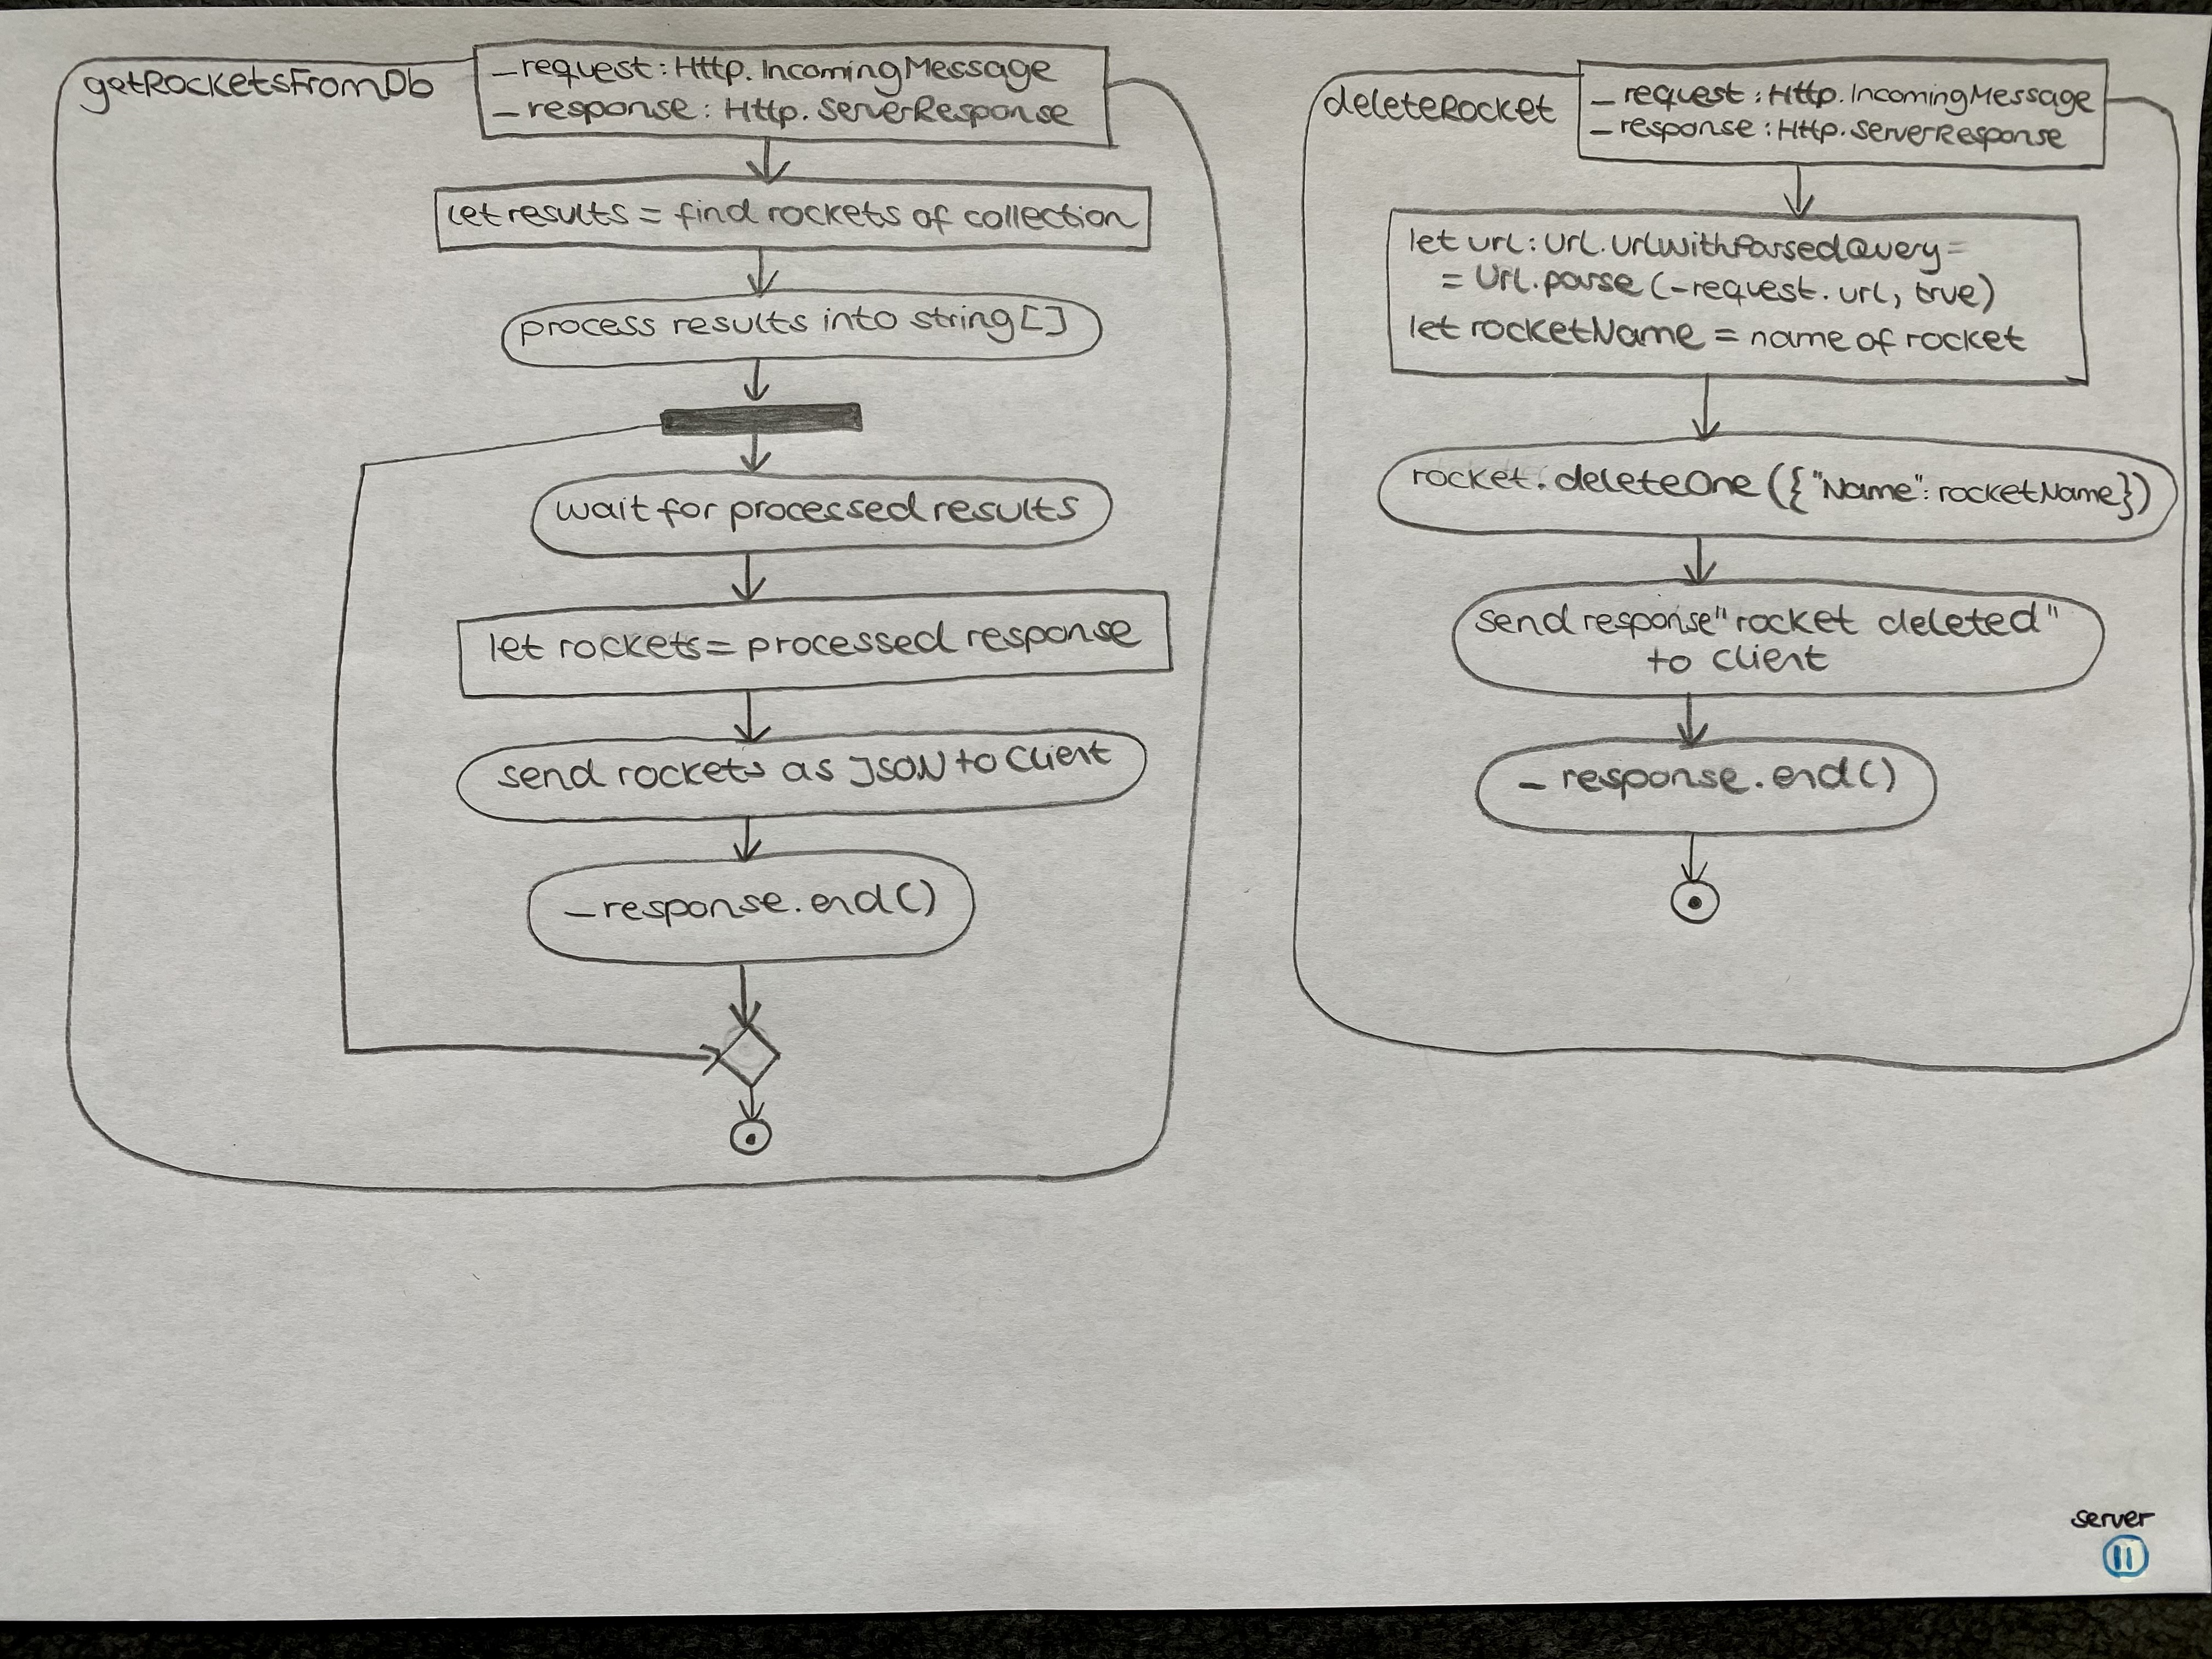 getRocketsFromDb
_request: Http.IncomingMessage
_response: Http.ServerResponse
let results = find rockets of collection
process results into string[]
wait for processed results
let rockets = processed response
send rockets as JSON to Client
_response.end()
deleteRocket
_request: Http.IncomingMessage
_response: Http.ServerResponse
let url: Url.UrlWithParsedQuery =
= Url.parse(_request.url, true)
let rocketName = name of rocket
rocket.deleteOne({"Name": rocketName})
send response "rocket deleted"
to client
_response.end()
server
11